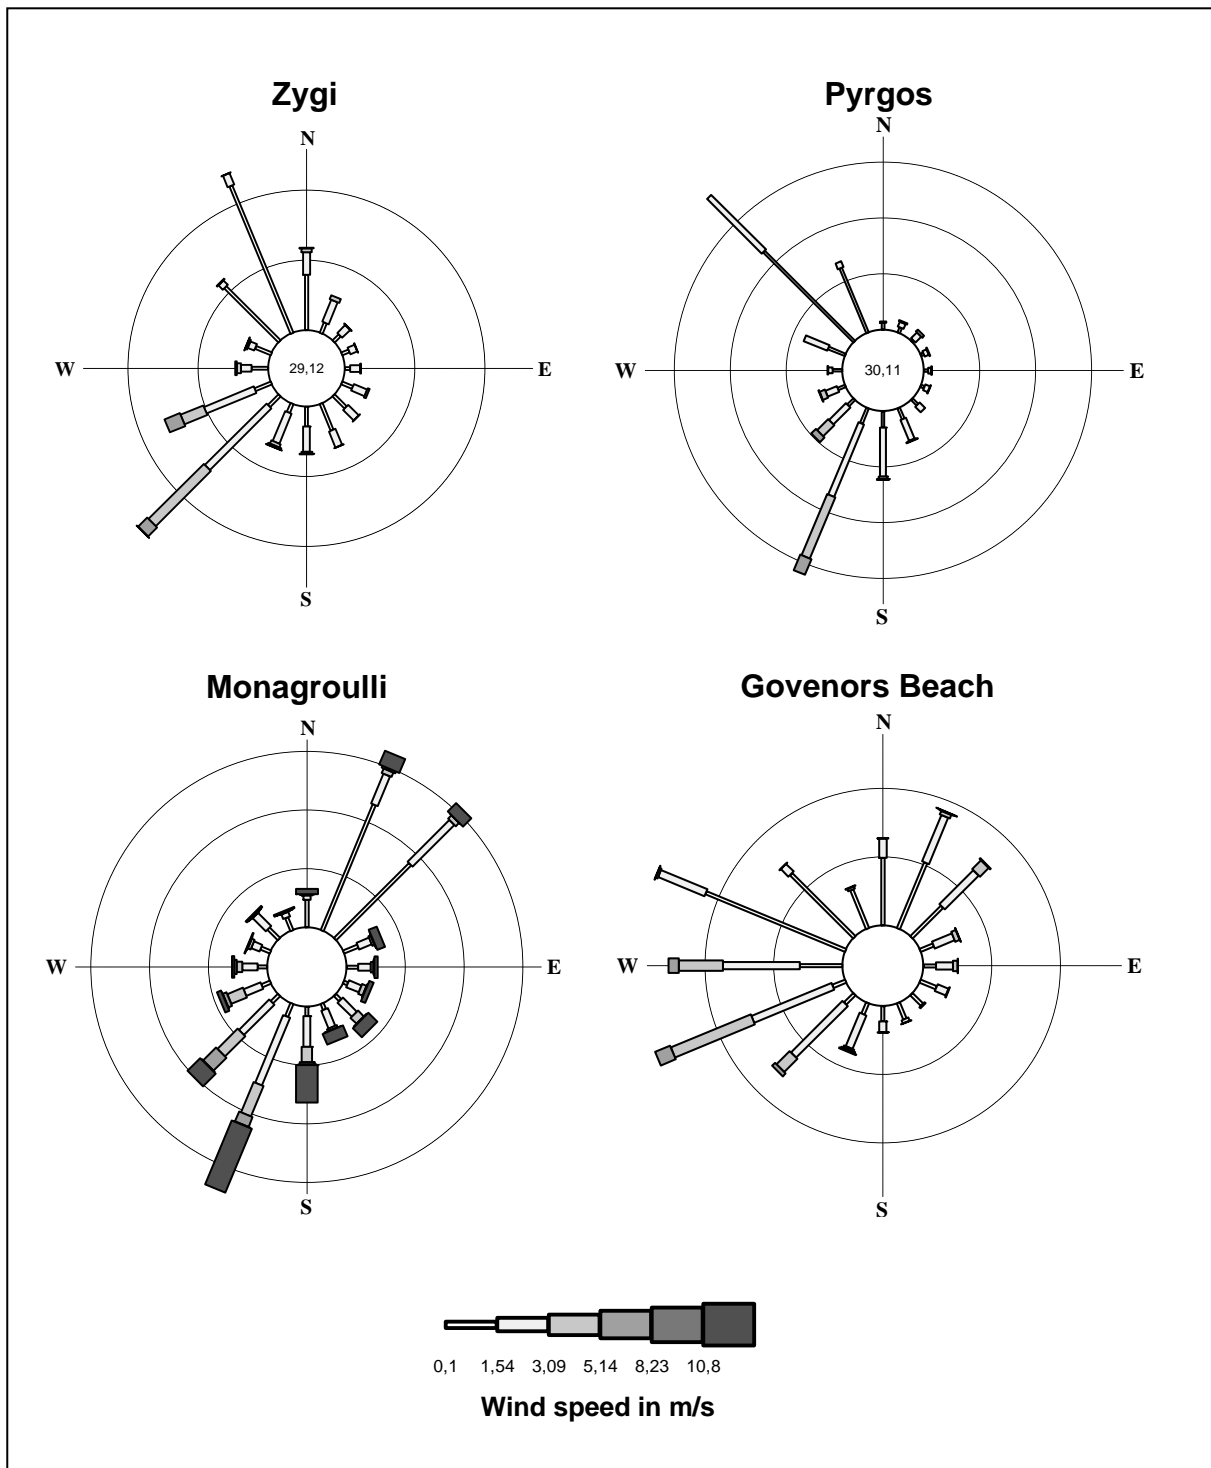 Zygi
N
W
29,12
E
S
Pyrgos
N
W
30,11
E
S
Monagroulli
N
W
E
S
Govenors Beach
N
W
E
S
0,1 1,54 3,09 5,14 8,23 10,8
Wind speed in m/s